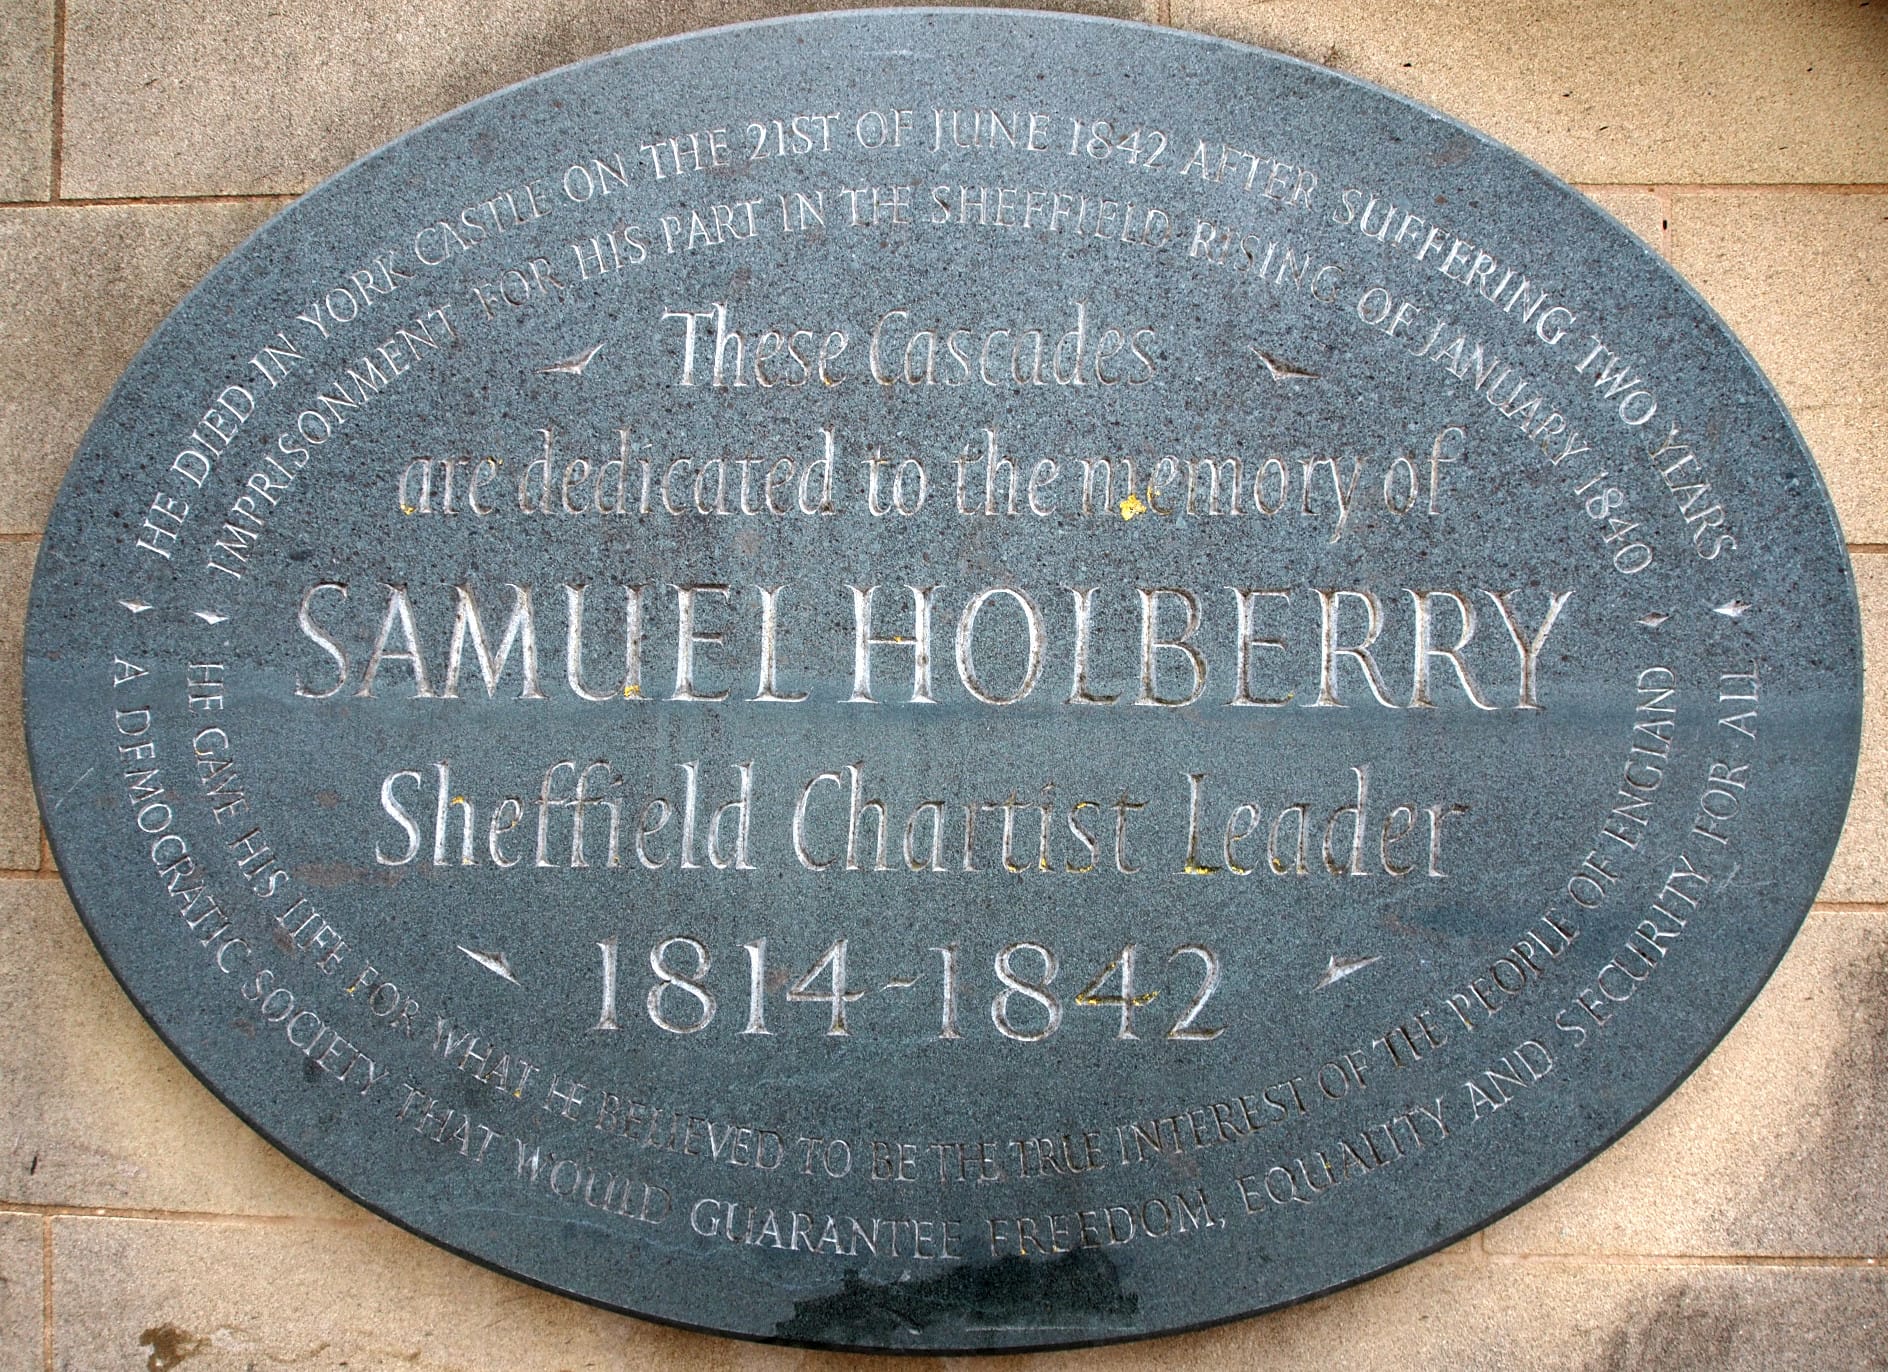 HE DIED IN YORK CASTLE ON THE 21ST OF JUNE 1842 AFTER SUFFERING TWO YEARS
IMPRISONMENT FOR HIS PART IN THE SHEFFIELD RISING OF JANUARY 1840
These Cascades
are dedicated to the memory of
SAMUEL HOLBERRY
Sheffield Chartist Leader
1814-1842
HE GAVE HIS LIFE FOR WHAT HE BELIEVED TO BE THE TRUE INTEREST OF THE PEOPLE OF ENGLAND
A DEMOCRATIC SOCIETY THAT WOULD GUARANTEE FREEDOM, EQUALITY AND SECURITY FOR ALL